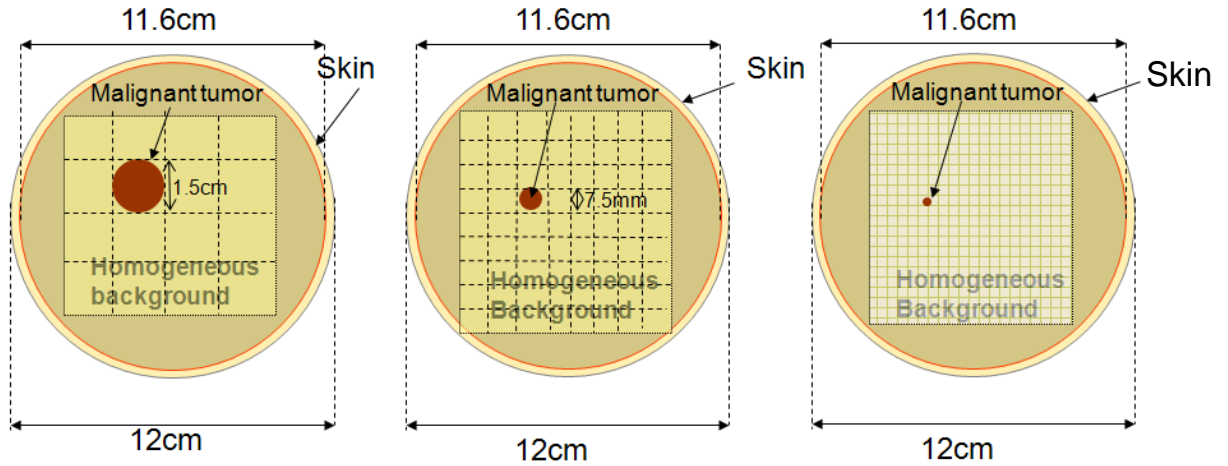 11.6cm
Skin
Malignant tumor
1.5cm
Homogeneous
background
12cm
11.6cm
Skin
Malignant tumor
7.5mm
Homogeneous
Background
12cm
11.6cm
Skin
Malignant tumor
Homogeneous
Background
12cm